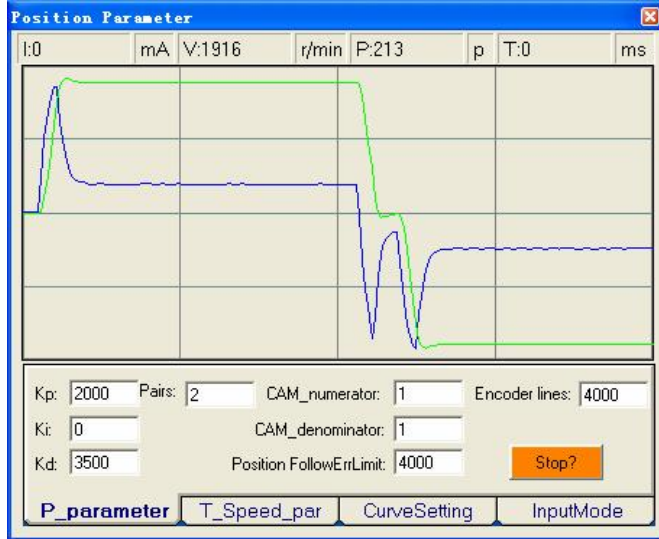 Position Parameter
I:0 mA V:1916 r/min P:213 p T:0 ms
Kp: 2000 Pairs: 2 CAM_numerator: 1 Encoder lines: 4000
Ki: 0 CAM_denominator: 1
Kd: 3500 Position FollowErrLimit: 4000 Stop?
P_parameter T_Speed_par CurveSetting InputMode